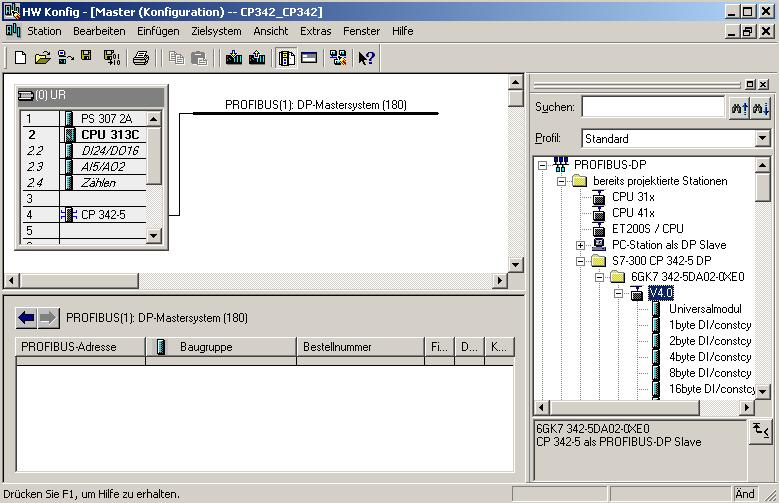 HW Konfig - [Master (Konfiguration) -- CP342_CP342]
Station Bearbeiten Einfügen Zielsystem Ansicht Extras Fenster Hilfe
(0) UR
1 PS 307 2A
2 CPU 313C
2.2 DI24/DO16
2.3 AI5/AO2
2.4 Zählen
3
4 CP 342-5
5
6
PROFIBUS(1): DP-Mastersystem (180)
Suchen:
Profil: Standard
PROFIBUS-DP
bereits projektierte Stationen
CPU 31x
CPU 41x
ET200S / CPU
PC-Station als DP Slave
S7-300 CP 342-5 DP
6GK7 342-5DA02-0XE0
V4.0
Universalmodul
1byte DI/constcy
2byte DI/constcy
4byte DI/constcy
8byte DI/constcy
16byte DI/constcy
PROFIBUS(1): DP-Mastersystem (180)
PROFIBUS-Adresse Baugruppe Bestellnummer Fi... D... K...
6GK7 342-5DA02-0XE0
CP 342-5 als PROFIBUS-DP Slave
Drücken Sie F1, um Hilfe zu erhalten.
Änd